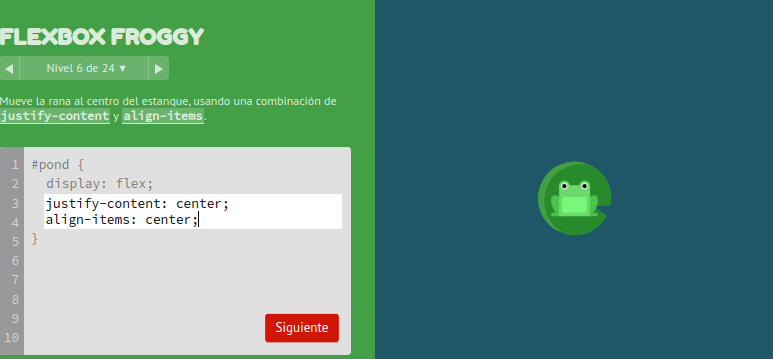 FLEXBOX FROGGY
◀ Nivel 6 de 24 ▼ ▶
Mueve la rana al centro del estanque, usando una combinación de
justify-content y align-items.
1 #pond {
2 display: flex;
3 justify-content: center;
4 align-items: center;
5 }
6
7
8
9
10
Siguiente